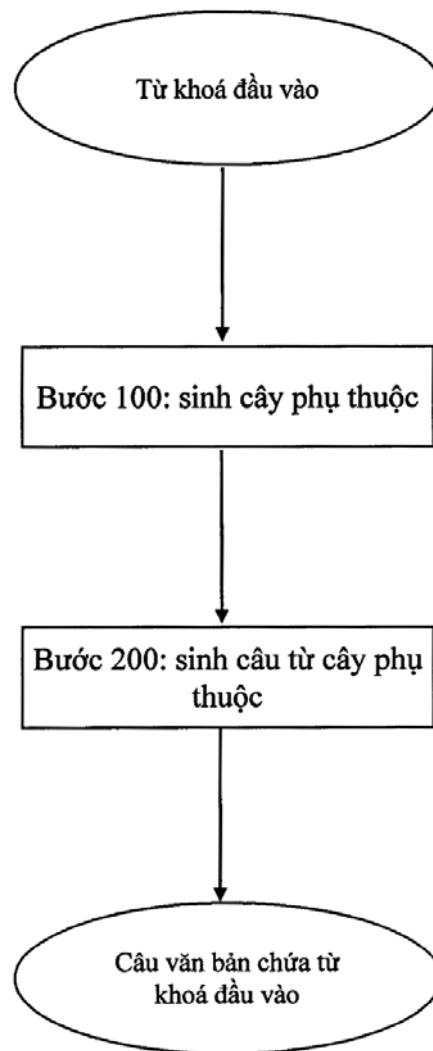 Từ khoá đầu vào
Bước 100: sinh cây phụ thuộc
Bước 200: sinh câu từ cây phụ
thuộc
Câu văn bản chứa từ
khoá đầu vào